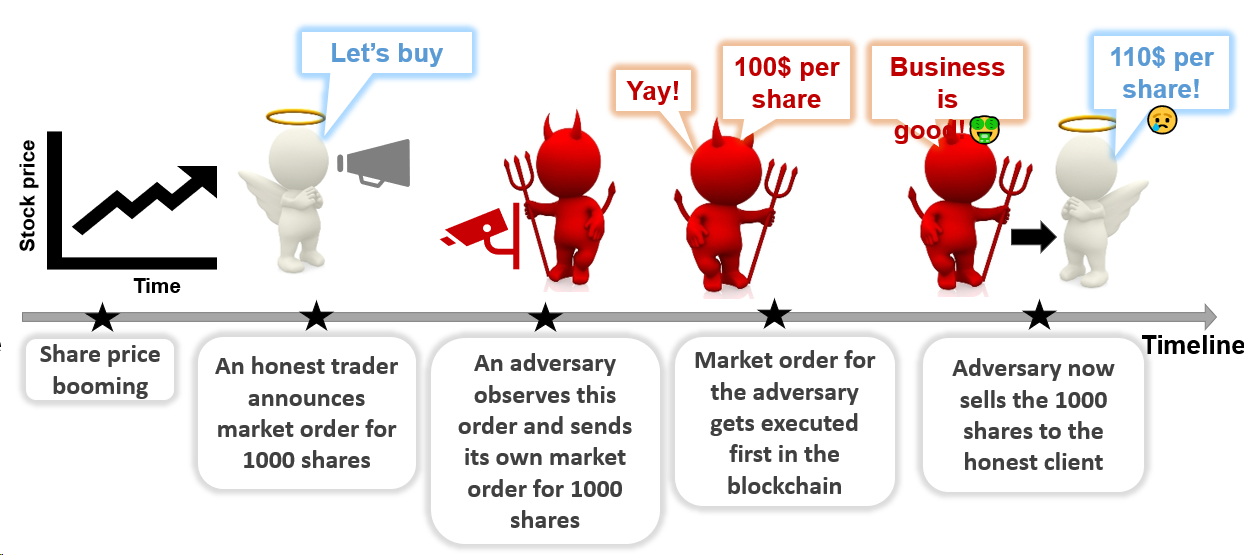 Let's buy
Yay!
100$ per
share
Business
is
good!
110$ per
share!
Stock price
Time
Timeline
Share price
booming
An honest trader
announces
market order for
1000 shares
An adversary
observes this
order and sends
its own market
order for 1000
shares
Market order for
the adversary
gets executed
first in the
blockchain
Adversary now
sells the 1000
shares to the
honest client